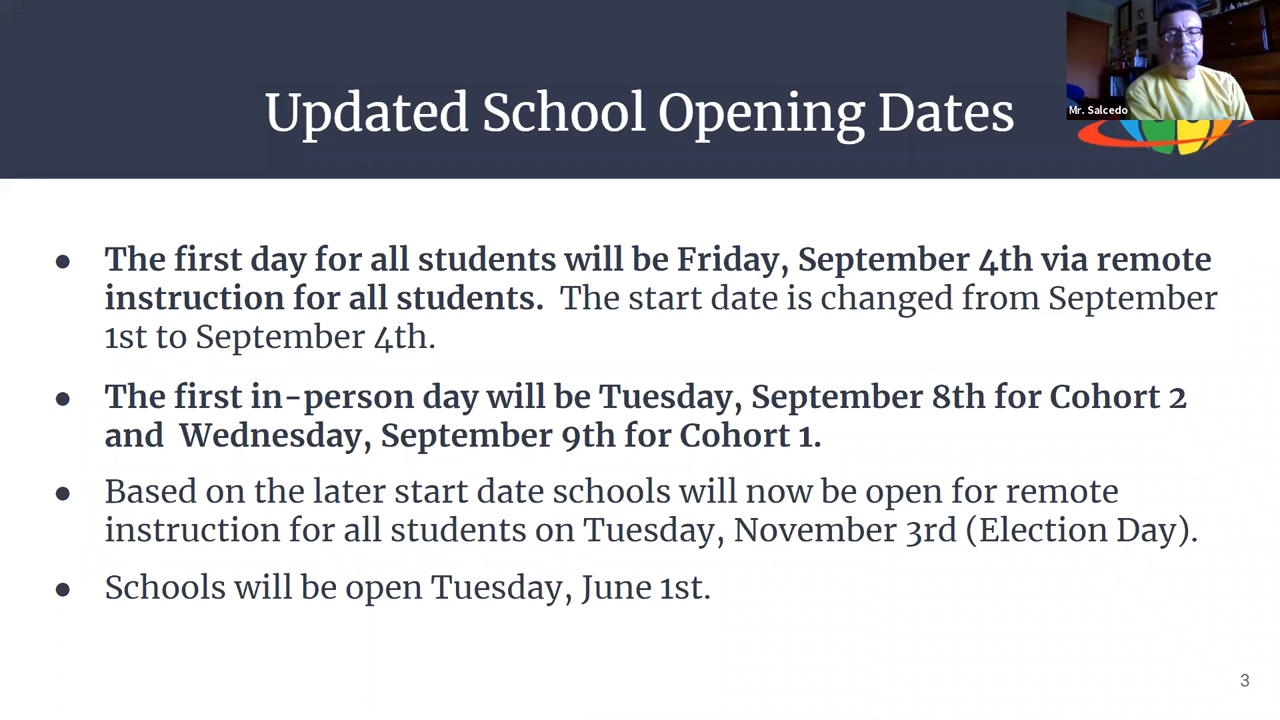 Mr. Salcedo
Updated School Opening Dates
● The first day for all students will be Friday, September 4th via remote
instruction for all students. The start date is changed from September
1st to September 4th.
● The first in-person day will be Tuesday, September 8th for Cohort 2
and Wednesday, September 9th for Cohort 1.
● Based on the later start date schools will now be open for remote
instruction for all students on Tuesday, November 3rd (Election Day).
● Schools will be open Tuesday, June 1st.
3